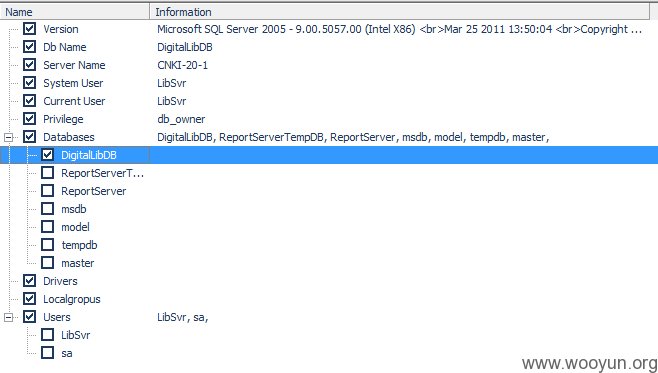 Name Information
Version Microsoft SQL Server 2005 - 9.00.5057.00 (Intel X86) <br>Mar 25 2011 13:50:04 <br>Copyright ...
Db Name DigitalLibDB
Server Name CNKI-20-1
System User LibSvr
Current User LibSvr
Privilege db_owner
Databases DigitalLibDB, ReportServerTempDB, ReportServer, msdb, model, tempdb, master,
DigitalLibDB
ReportServerT...
ReportServer
msdb
model
tempdb
master
Drivers
Localgropus
Users LibSvr, sa,
LibSvr
sa
www.wooyun.org